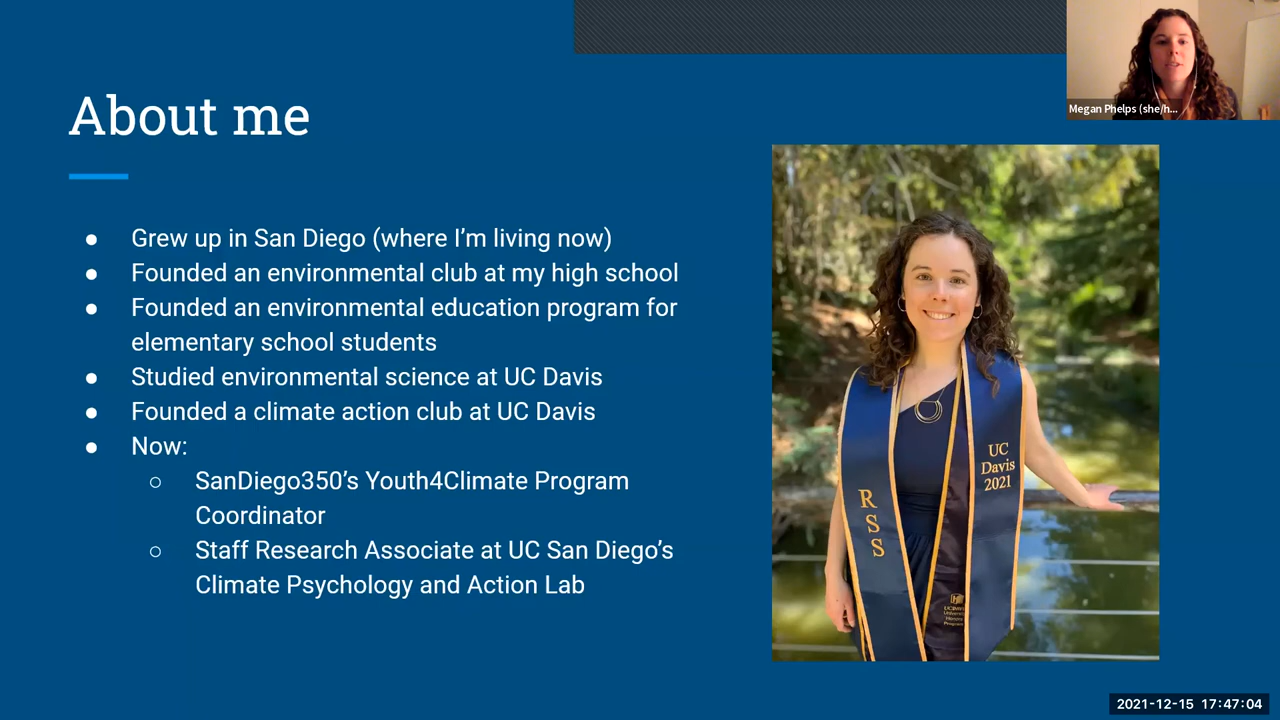 Megan Phelps (she/h...
About me
● Grew up in San Diego (where I'm living now)
● Founded an environmental club at my high school
● Founded an environmental education program for
elementary school students
● Studied environmental science at UC Davis
● Founded a climate action club at UC Davis
● Now:
○ SanDiego350's Youth4Climate Program
Coordinator
○ Staff Research Associate at UC San Diego's
Climate Psychology and Action Lab
R
S
S
UC
Davis
2021
2021-12-15 17:47:04